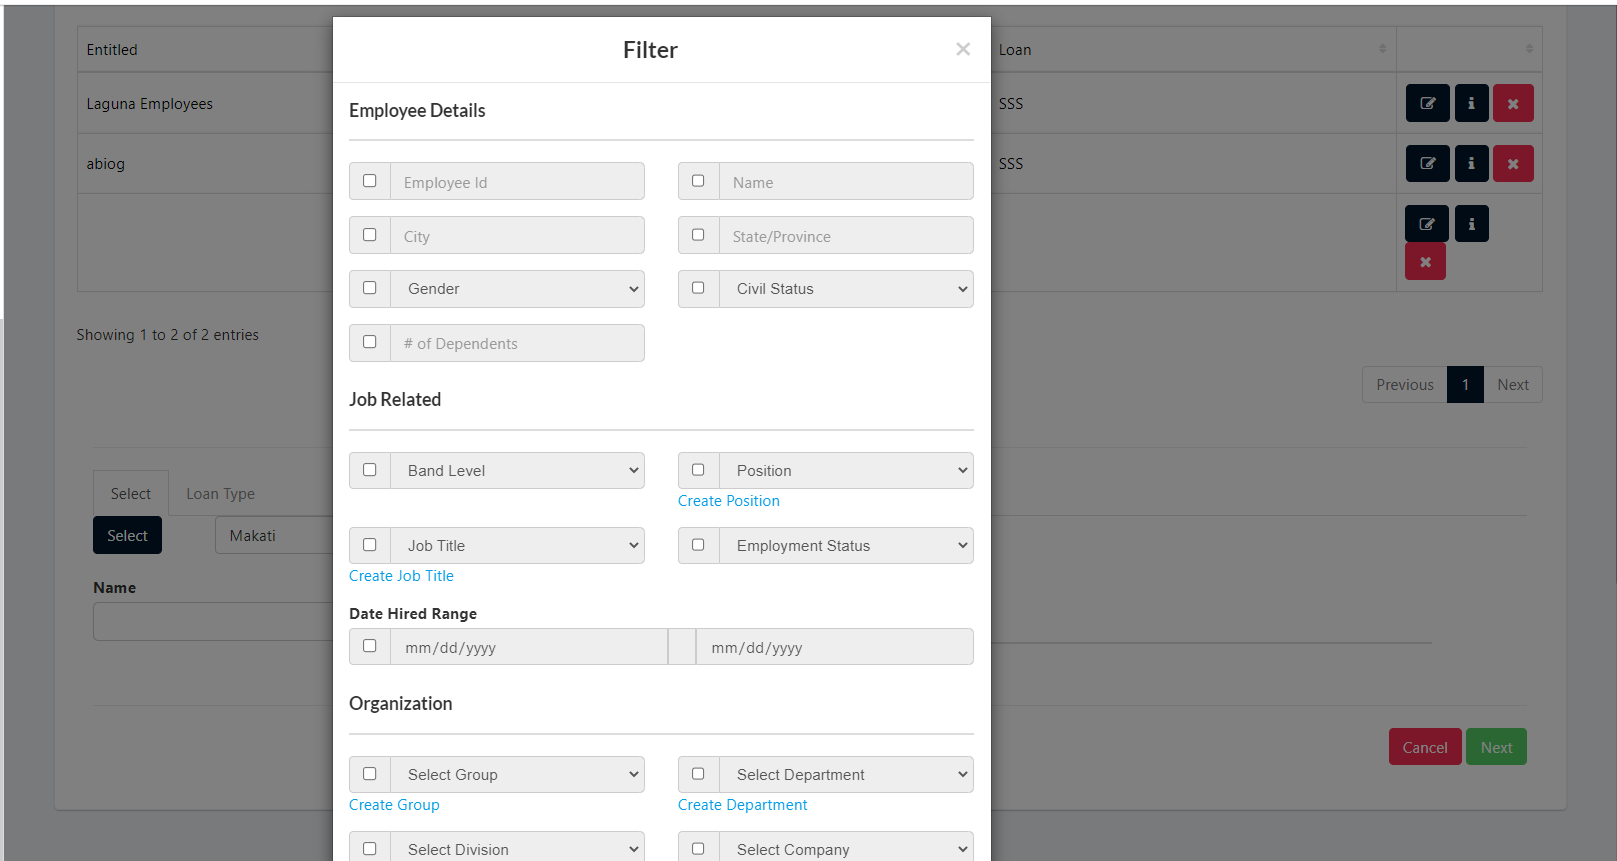 Filter
×
Entitled
Loan
Laguna Employees
SSS
abiog
SSS
Showing 1 to 2 of 2 entries
Previous 1 Next
Select Loan Type
Select Makati
Name
Cancel Next
Employee Details
Employee Id Name
City State/Province
Gender Civil Status
# of Dependents
Job Related
Band Level Position
Create Position
Job Title Employment Status
Create Job Title
Date Hired Range
mm/dd/yyyy mm/dd/yyyy
Organization
Select Group Select Department
Create Group Create Department
Select Division Select Company